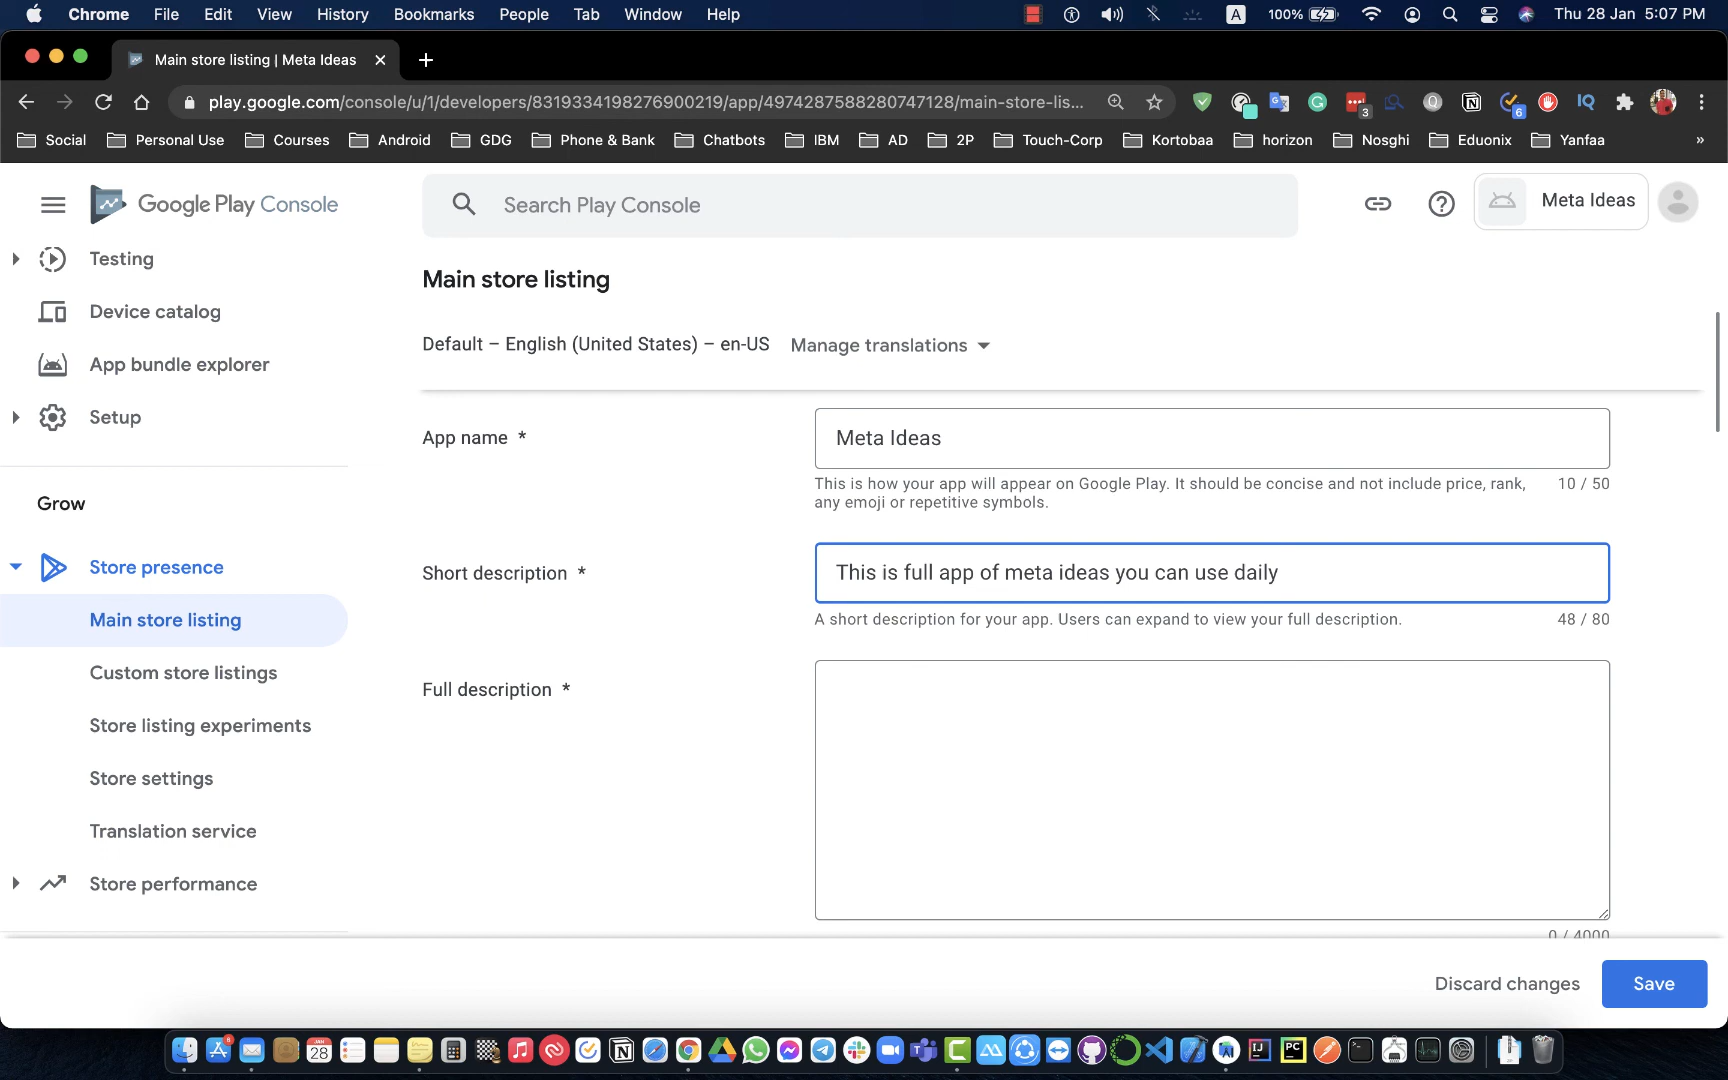 Chrome File Edit View History Bookmarks People Tab Window Help A 100% Thu 28 Jan 5:07 PM
Main store listing | Meta Ideas
play.google.com/console/u/1/developers/8319334198276900219/app/4974287588280747128/main-store-lis...
Social Personal Use Courses Android GDG Phone & Bank Chatbots IBM AD 2P Touch-Corp Kortobaa horizon Nosghi Eduonix Yanfaa »
Google Play Console
Search Play Console
Meta Ideas
Testing
Device catalog
App bundle explorer
Setup
Grow
Store presence
Main store listing
Custom store listings
Store listing experiments
Store settings
Translation service
Store performance
Main store listing
Default – English (United States) – en-US Manage translations
App name *
Meta Ideas
This is how your app will appear on Google Play. It should be concise and not include price, rank, 10 / 50
any emoji or repetitive symbols.
Short description *
This is full app of meta ideas you can use daily
A short description for your app. Users can expand to view your full description. 48 / 80
Full description *
0 / 4000
Discard changes
Save